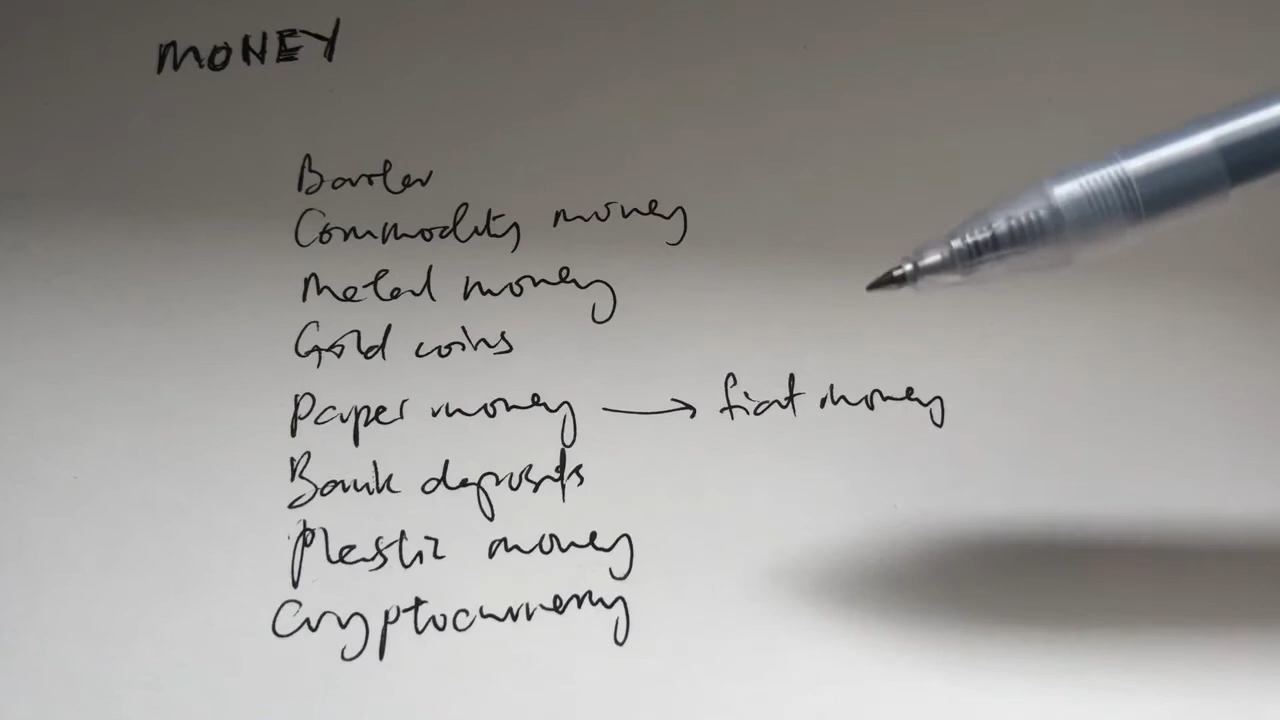 MONEY
Barter
Commodity money
Metal money
Gold coins
Paper money → fiat money
Bank deposits
Plastic money
Cryptocurrency